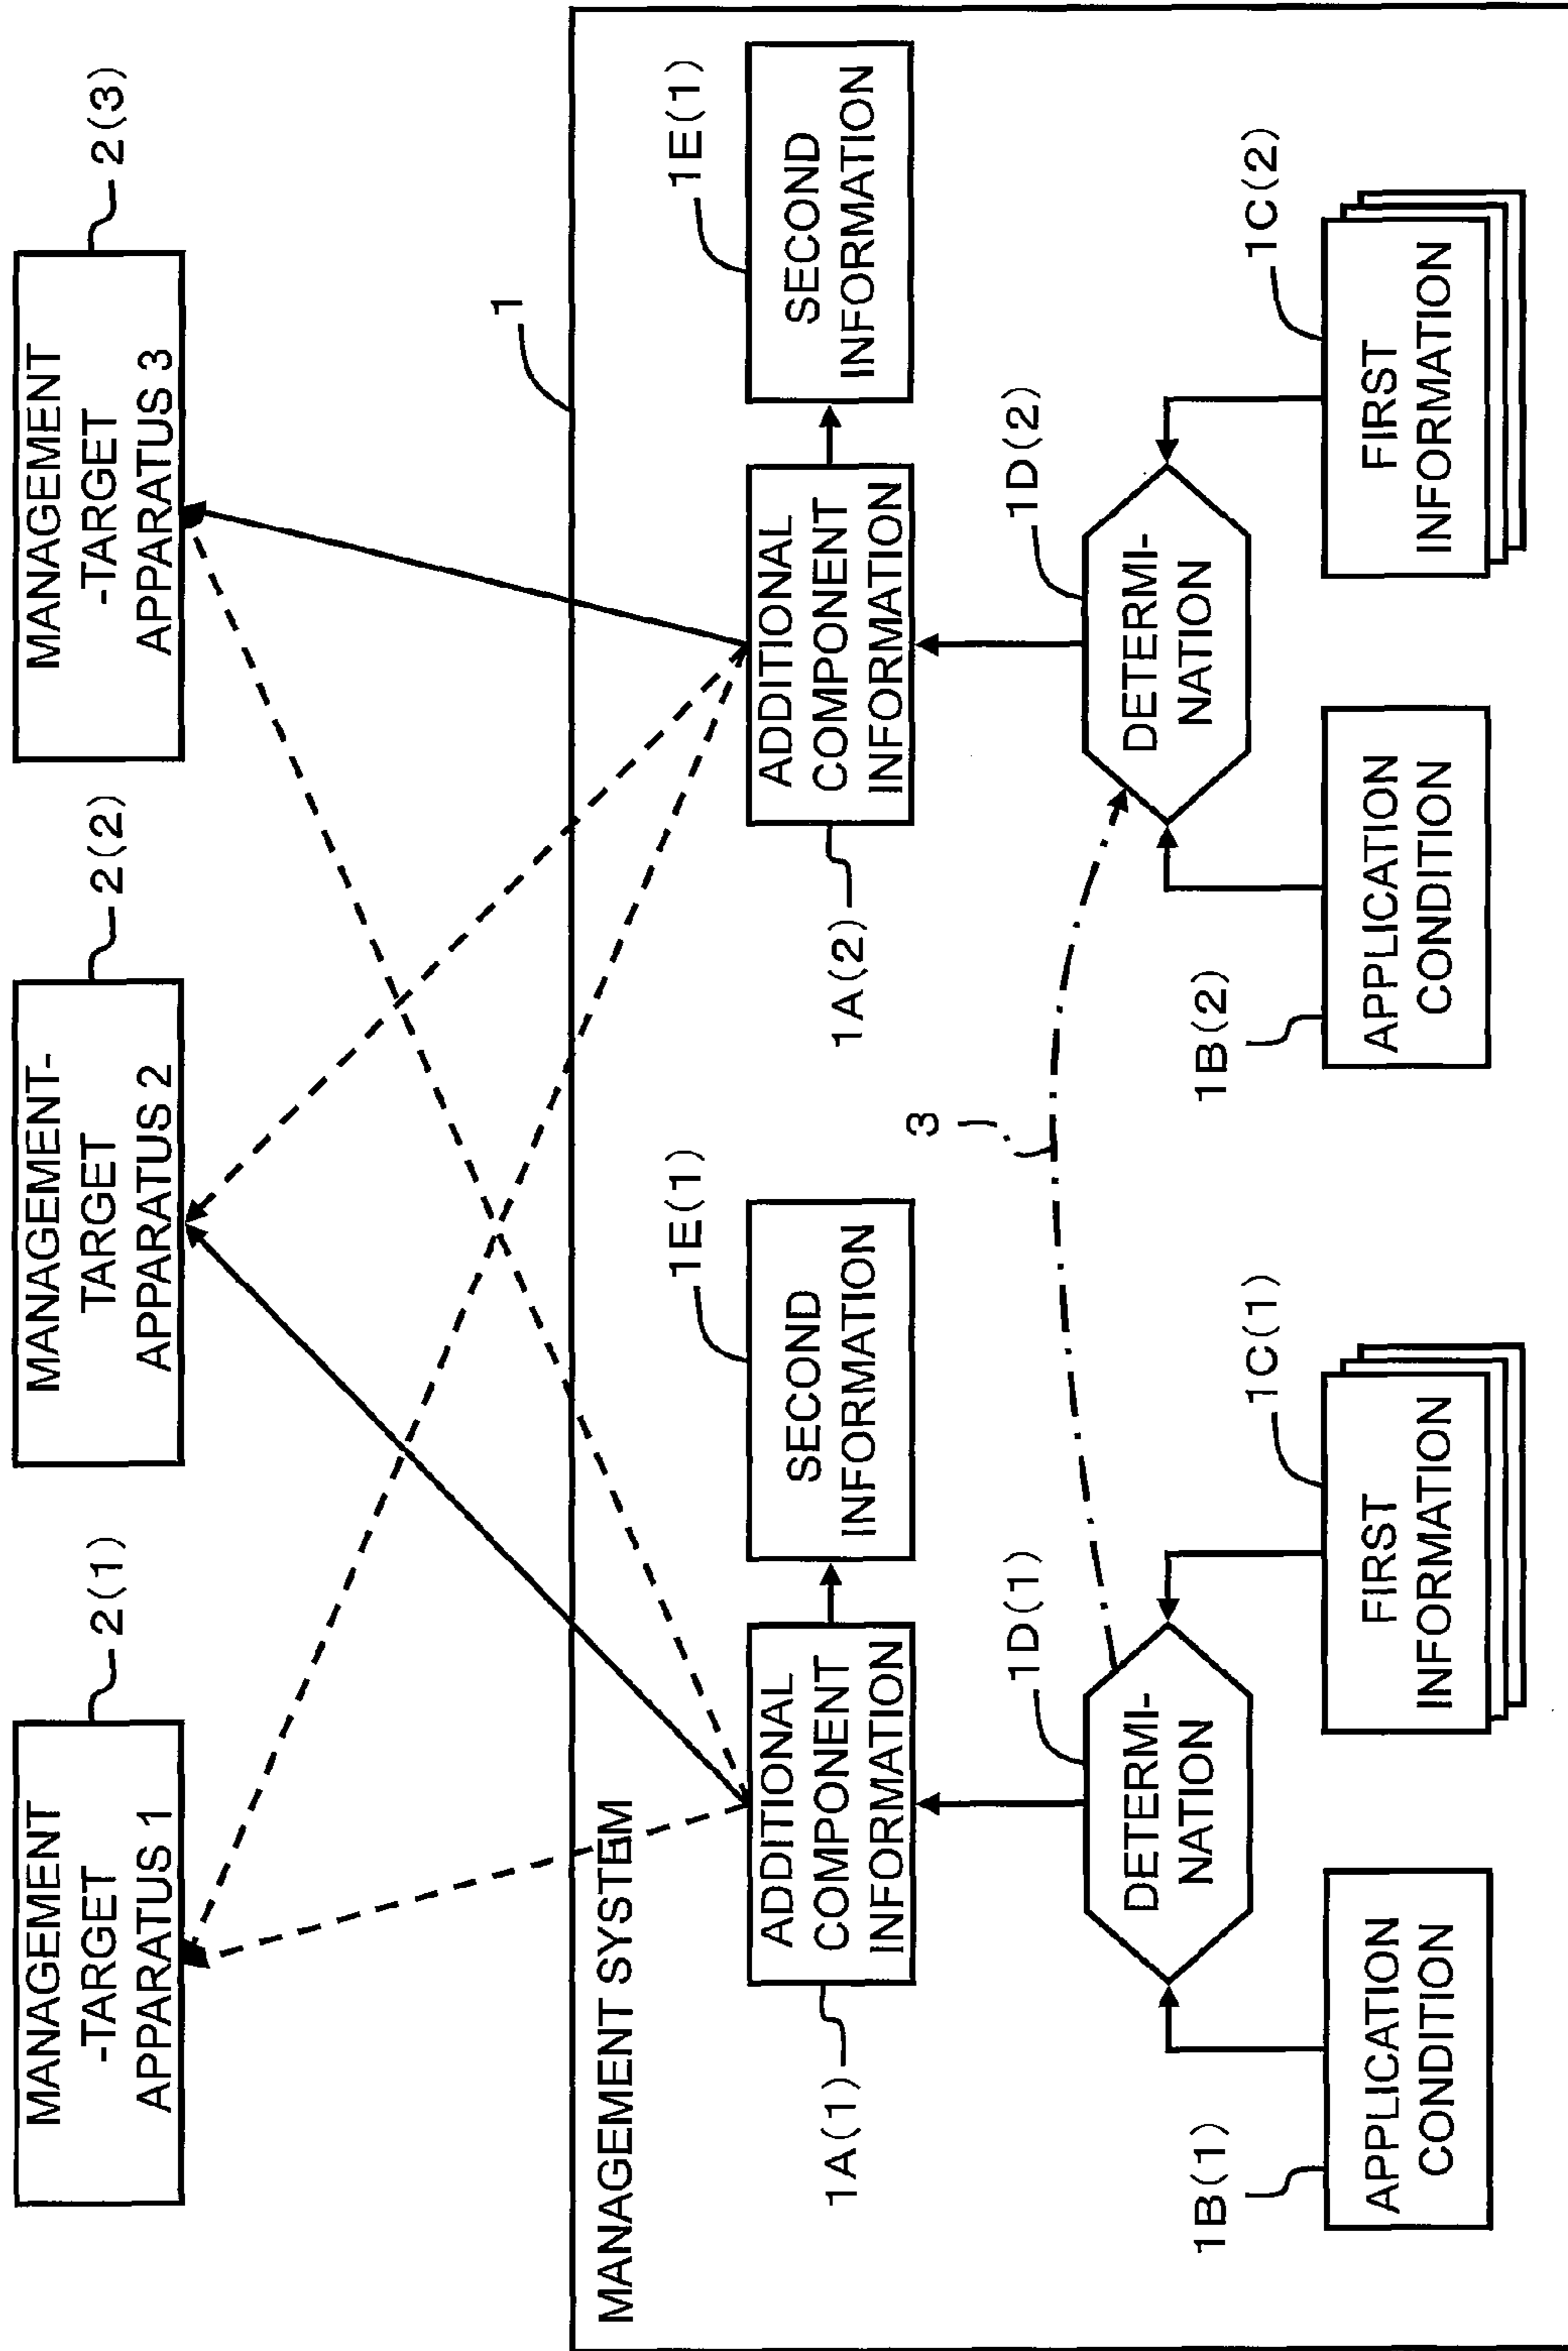 MANAGEMENT
-TARGET
APPARATUS 1
2(1)
MANAGEMENT-
TARGET
APPARATUS 2
2(2)
MANAGEMENT
-TARGET
APPARATUS 3
2(3)
1
MANAGEMENT SYSTEM
1A(1)
ADDITIONAL
COMPONENT
INFORMATION
SECOND
INFORMATION
1E(1)
1A(2)
ADDITIONAL
COMPONENT
INFORMATION
SECOND
INFORMATION
1E(1)
DETERMI-
NATION
1D(1)
3
DETERMI-
NATION
1D(2)
1B(1)
APPLICATION
CONDITION
FIRST
INFORMATION
1C(1)
1B(2)
APPLICATION
CONDITION
FIRST
INFORMATION
1C(2)